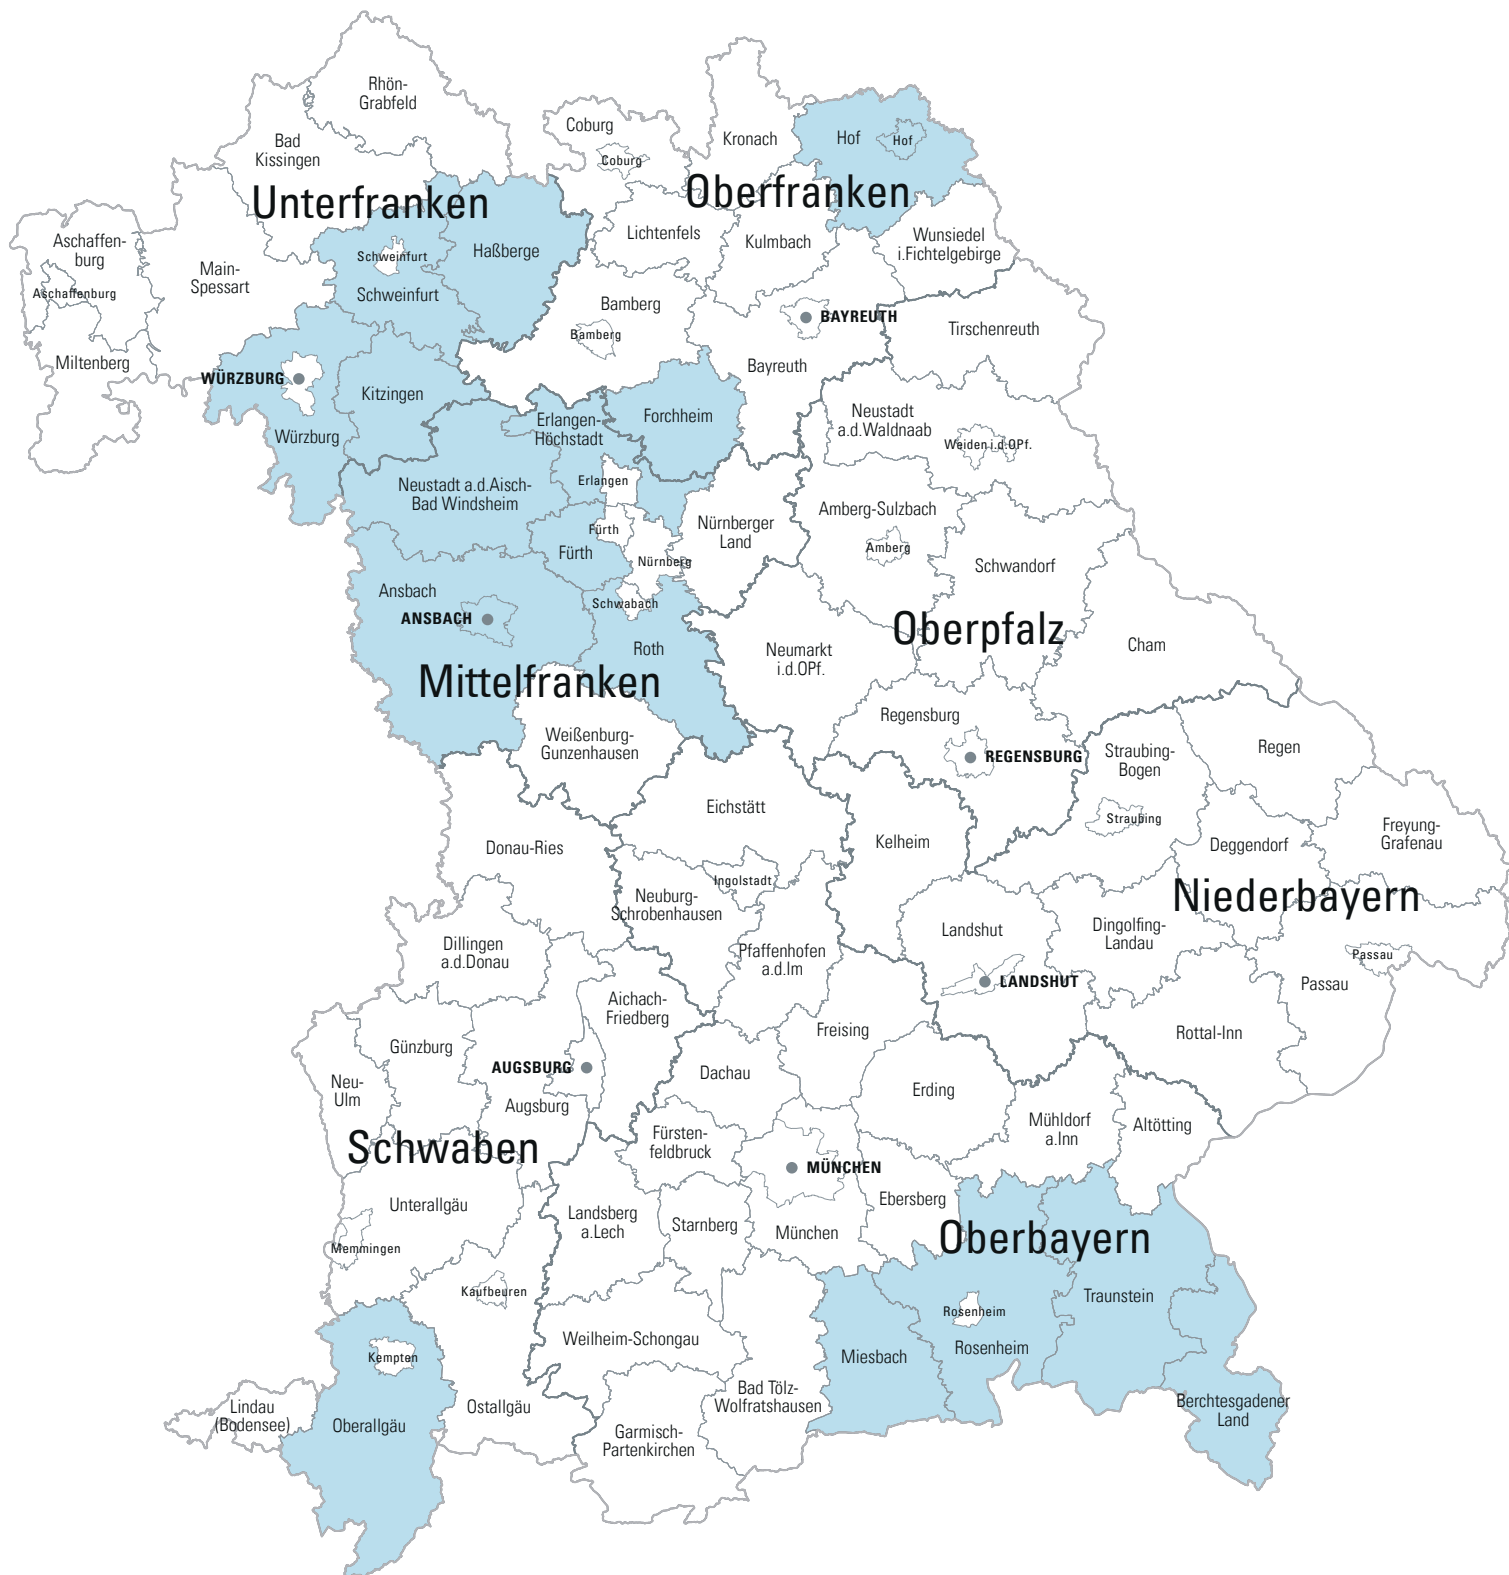 Rhön-
Grabfeld
Bad
Kissingen
Coburg
Coburg
Kronach
Hof
Hof
Unterfranken
Oberfranken
Aschaffen-
burg
Aschaffenburg
Main-
Spessart
Schweinfurt
Schweinfurt
Haßberge
Lichtenfels
Kulmbach
Wunsiedel
i.Fichtelgebirge
Bamberg
Bamberg
BAYREUTH
Bayreuth
Tirschenreuth
Miltenberg
WÜRZBURG
Würzburg
Kitzingen
Erlangen-
Höchstadt
Forchheim
Neustadt
a.d.Waldnaab
Weiden i.d.OPf.
Neustadt a.d.Aisch-
Bad Windsheim
Erlangen
Fürth
Fürth
Nürnberg
Nürnberger
Land
Amberg-Sulzbach
Amberg
Schwandorf
Ansbach
ANSBACH
Schwabach
Roth
Mittelfranken
Oberpfalz
Neumarkt
i.d.OPf.
Cham
Weißenburg-
Gunzenhausen
Regensburg
REGENSBURG
Straubing-
Bogen
Straubing
Regen
Eichstätt
Kelheim
Deggendorf
Freyung-
Grafenau
Donau-Ries
Ingolstadt
Neuburg-
Schrobenhausen
Niederbayern
Dillingen
a.d.Donau
Pfaffenhofen
a.d.Im
Landshut
LANDSHUT
Dingolfing-
Landau
Passau
Passau
Aichach-
Friedberg
Freising
Rottal-Inn
Günzburg
Neu-
Ulm
AUGSBURG
Augsburg
Dachau
Erding
Mühldorf
a.Inn
Altötting
Schwaben
Fürsten-
feldbruck
MÜNCHEN
München
Ebersberg
Unterallgäu
Memmingen
Landsberg
a.Lech
Starnberg
Oberbayern
Kaufbeuren
Traunstein
Rosenheim
Rosenheim
Kempten
Weilheim-Schongau
Miesbach
Lindau
(Bodensee)
Oberallgäu
Ostallgäu
Bad Tölz-
Wolfratshausen
Garmisch-
Partenkirchen
Berchtesgadener
Land